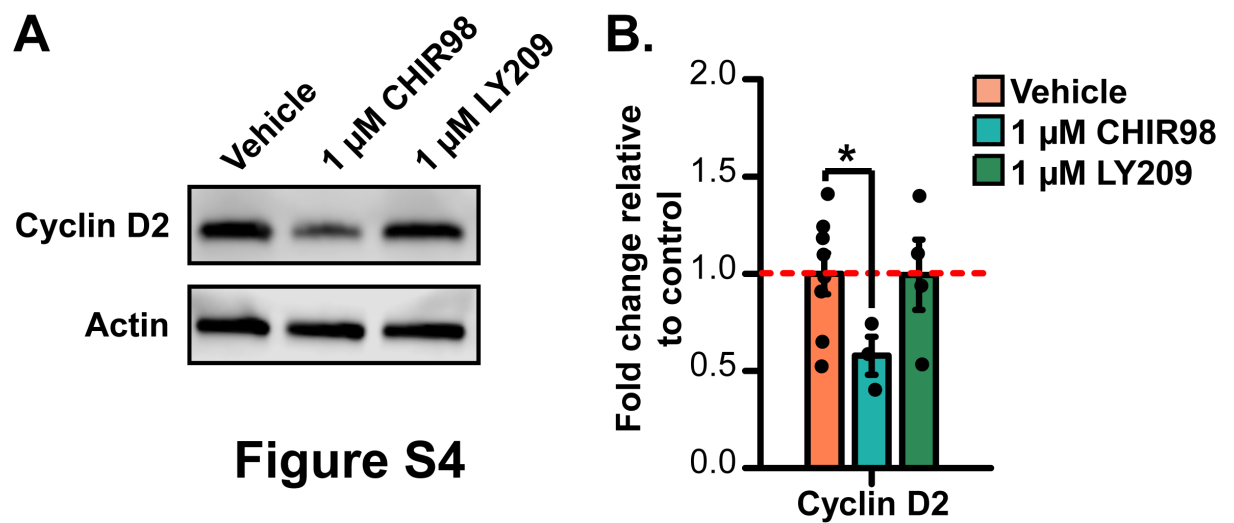 A
Vehicle
1 µM CHIR98
1 µM LY209
Cyclin D2
Actin
Figure S4
B.
Fold change relative
to control
2.0
1.5
1.0
0.5
0.0
*
Cyclin D2
Vehicle
1 µM CHIR98
1 µM LY209